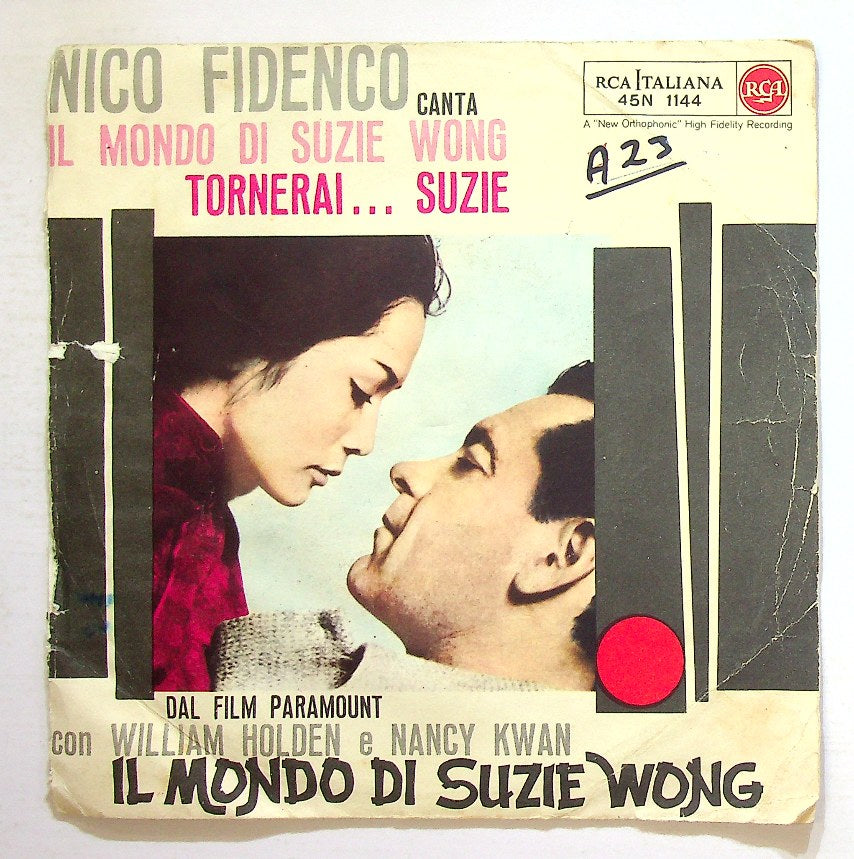 NICO FIDENCO CANTA
IL MONDO DI SUZIE WONG
TORNERAI... SUZIE
RCA ITALIANA
45N 1144
RCA
A "New Orthophonic" High Fidelity Recording
A23
DAL FILM PARAMOUNT
con WILLIAM HOLDEN e NANCY KWAN
IL MONDO DI SUZIE WONG